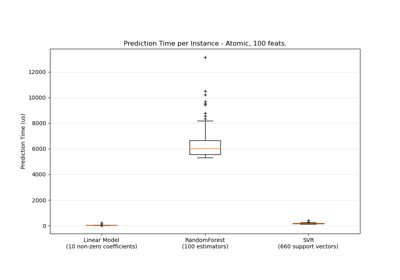 Prediction Time per Instance - Atomic, 100 feats.
Prediction Time (us)
12000
10000
8000
6000
4000
2000
0
Linear Model
(10 non-zero coefficients)
RandomForest
(100 estimators)
SVR
(660 support vectors)